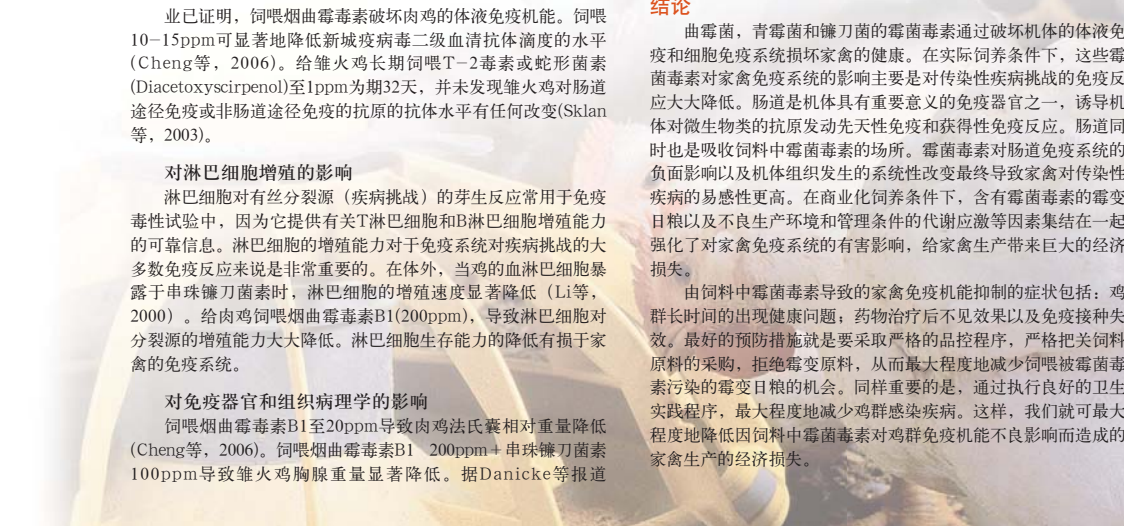 业已证明，饲喂烟曲霉毒素破坏肉鸡的体液免疫机能。饲喂
10-15ppm可显著地降低新城疫病毒二级血清抗体滴度的水平
(Cheng等，2006)。给雏火鸡长期饲喂T-2毒素或蛇形菌素
(Diacetoxyscirpenol)至1ppm为期32天，并未发现雏火鸡对肠道
途径免疫或非肠道途径免疫的抗原的抗体水平有任何改变(Sklan
等，2003)。
对淋巴细胞增殖的影响
淋巴细胞对有丝分裂源（疾病挑战）的芽生反应常用于免疫
毒性试验中，因为它提供有关T淋巴细胞和B淋巴细胞增殖能力
的可靠信息。淋巴细胞的增殖能力对于免疫系统对疾病挑战的大
多数免疫反应来说是非常重要的。在体外，当鸡的血淋巴细胞暴
露于串珠镰刀菌素时，淋巴细胞的增殖速度显著降低（Li等，
2000）。给肉鸡饲喂烟曲霉毒素B1(200ppm)，导致淋巴细胞对
分裂源的增殖能力大大降低。淋巴细胞生存能力的降低有损于家
禽的免疫系统。
对免疫器官和组织病理学的影响
饲喂烟曲霉毒素B1至20ppm导致肉鸡法氏囊相对重量降低
(Cheng等，2006)。饲喂烟曲霉毒素B1 200ppm+串珠镰刀菌素
100ppm导致雏火鸡胸腺重量显著降低。据Danicke等报道
结论
曲霉菌，青霉菌和镰刀菌的霉菌毒素通过破坏机体的体液免
疫和细胞免疫系统损坏家禽的健康。在实际饲养条件下，这些霉
菌毒素对家禽免疫系统的影响主要是对传染性疾病挑战的免疫反
应大大降低。肠道是机体具有重要意义的免疫器官之一，诱导机
体对微生物类的抗原发动先天性免疫和获得性免疫反应。肠道同
时也是吸收饲料中霉菌毒素的场所。霉菌毒素对肠道免疫系统的
负面影响以及机体组织发生的系统性改变最终导致家禽对传染性
疾病的易感性更高。在商业化饲养条件下，含有霉菌毒素的霉变
日粮以及不良生产环境和管理条件的代谢应激等因素集结在一起
强化了对家禽免疫系统的有害影响，给家禽生产带来巨大的经济
损失。
由饲料中霉菌毒素导致的家禽免疫机能抑制的症状包括：鸡
群长时间的出现健康问题；药物治疗后不见效果以及免疫接种失
效。最好的预防措施就是要采取严格的品控程序，严格把关饲料
原料的采购，拒绝霉变原料，从而最大程度地减少饲喂被霉菌毒
素污染的霉变日粮的机会。同样重要的是，通过执行良好的卫生
实践程序，最大程度地减少鸡群感染疾病。这样，我们就可最大
程度地降低因饲料中霉菌毒素对鸡群免疫机能不良影响而造成的
家禽生产的经济损失。